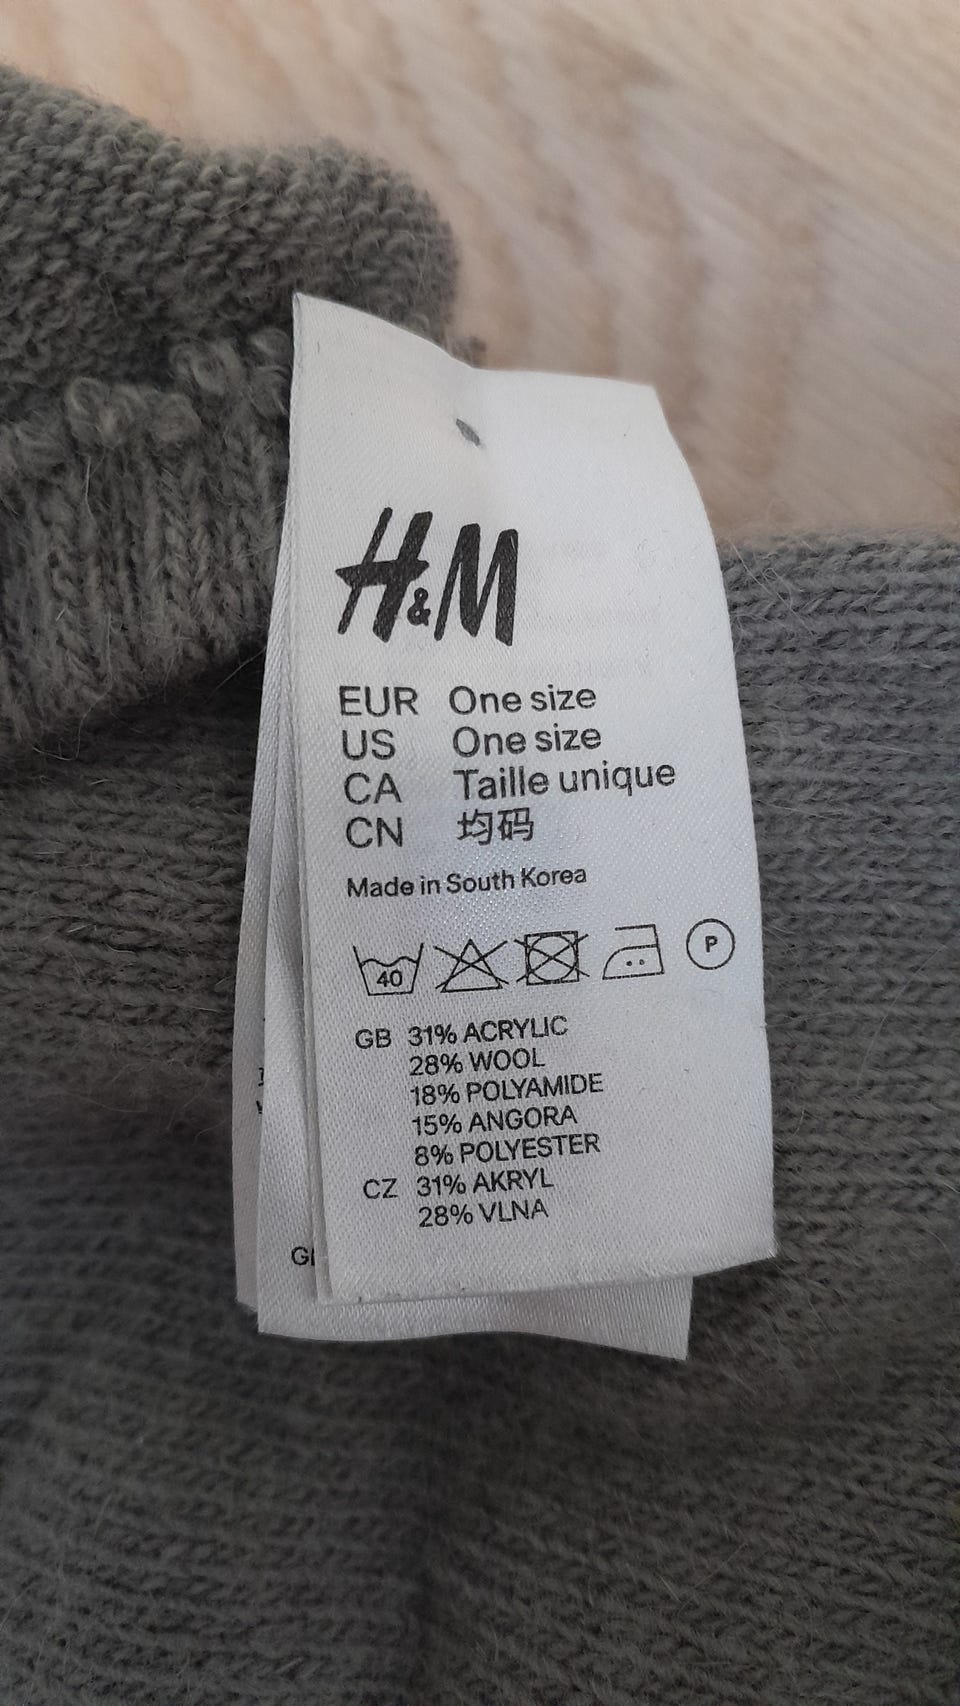 H&M
EUR One size
US One size
CA Taille unique
CN 均码
Made in South Korea
40 P
GB 31% ACRYLIC
28% WOOL
18% POLYAMIDE
15% ANGORA
8% POLYESTER
CZ 31% AKRYL
28% VLNA